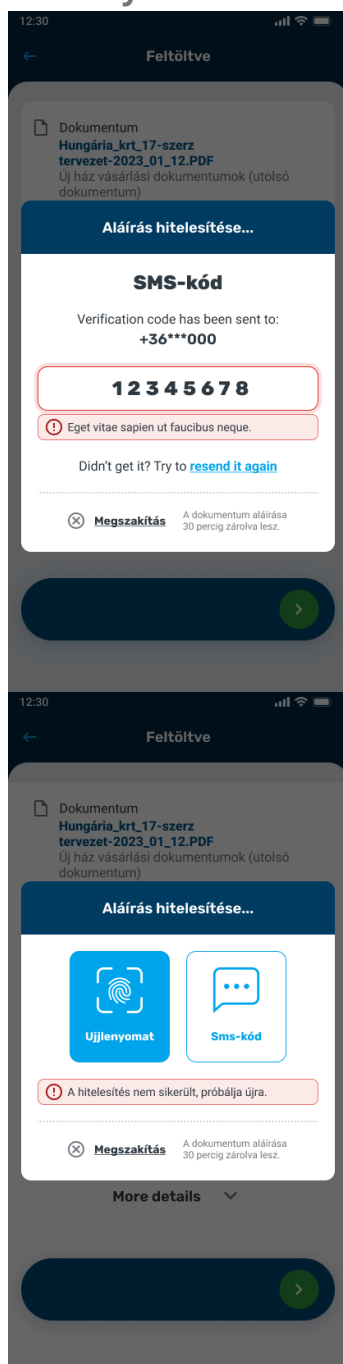 12:30
Feltöltve
Dokumentum
Hungária_krt_17-szerz
tervezet-2023_01_12.PDF
Új ház vásárlási dokumentumok (utolsó
dokumentum)
Aláírás hitelesítése...
SMS-kód
Verification code has been sent to:
+36***000
12345678
Eget vitae sapien ut faucibus neque.
Didn't get it? Try to resend it again
Megszakítás
A dokumentum aláírása
30 percig zárolva lesz.
12:30
Feltöltve
Dokumentum
Hungária_krt_17-szerz
tervezet-2023_01_12.PDF
Új ház vásárlási dokumentumok (utolsó
dokumentum)
Aláírás hitelesítése...
Ujjlenyomat
Sms-kód
A hitelesítés nem sikerült, próbálja újra.
Megszakítás
A dokumentum aláírása
30 percig zárolva lesz.
More details